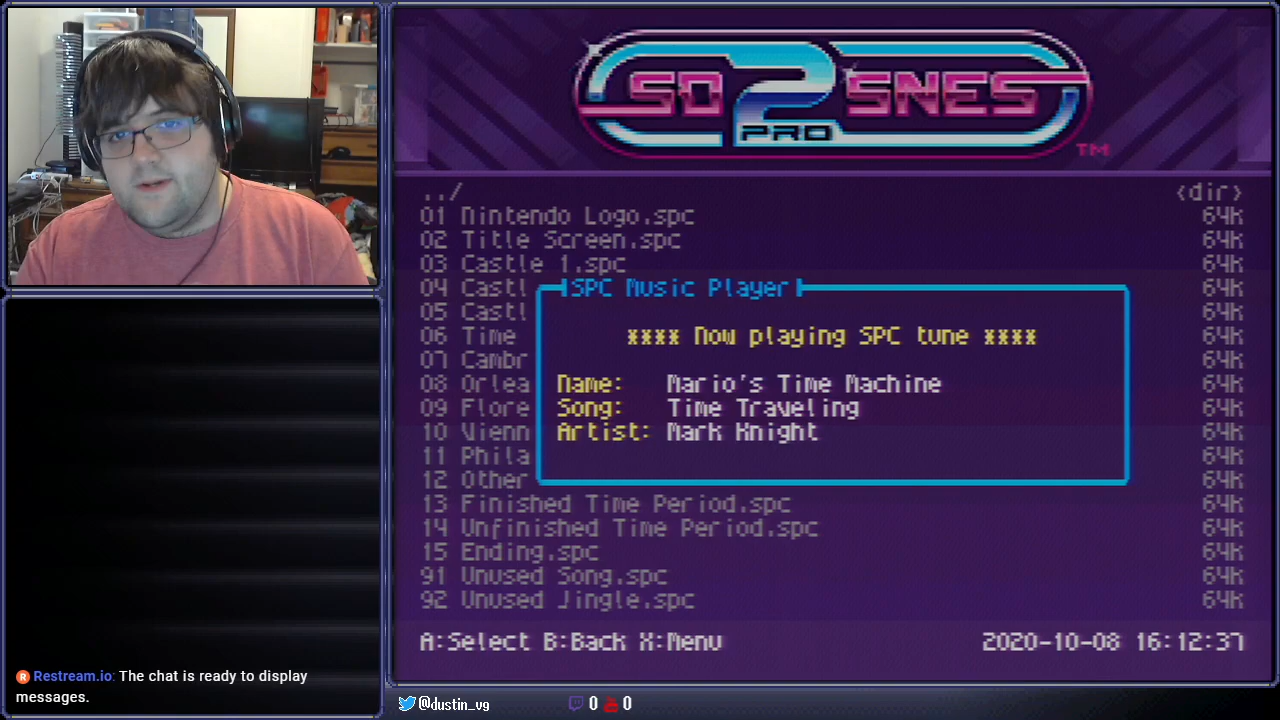 SD2SNES
PRO
TM
../ <dir>
01 Nintendo Logo.spc 64k
02 Title Screen.spc 64k
03 Castle 1.spc 64k
04 Castl 64k
05 Castl 64k
06 Time 64k
07 Cambr 64k
08 Orlea 64k
09 Flore 64k
10 Vienn 64k
11 Phila 64k
12 Other 64k
SPC Music Player
**** Now playing SPC tune ****
Name: Mario's Time Machine
Song: Time Traveling
Artist: Mark Knight
13 Finished Time Period.spc 64k
14 Unfinished Time Period.spc 64k
15 Ending.spc 64k
91 Unused Song.spc 64k
92 Unused Jingle.spc 64k
A:Select B:Back X:Menu 2020-10-08 16:12:37
Restream.io: The chat is ready to display
messages.
@dustin_vg 0 0